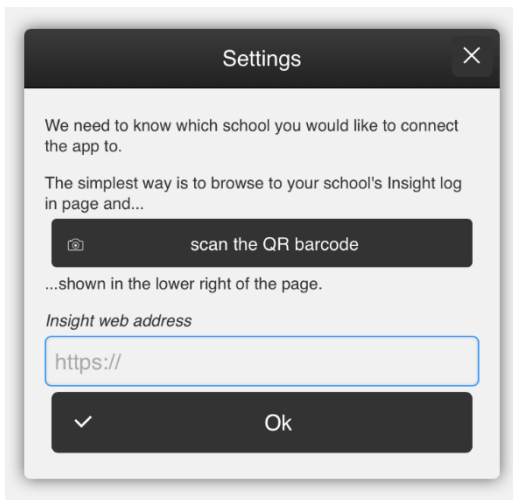 Settings
We need to know which school you would like to connect
the app to.
The simplest way is to browse to your school's Insight log
in page and...
scan the QR barcode
...shown in the lower right of the page.
Insight web address
https://
Ok